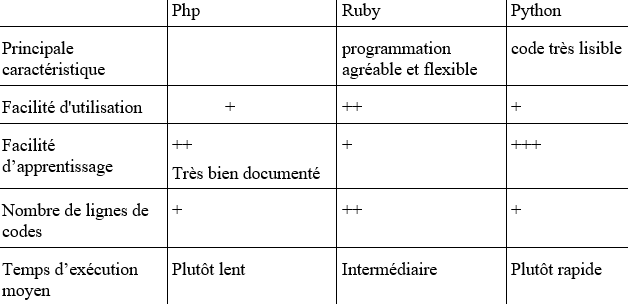 Php Ruby Python
Principale caractéristique programmation agréable et flexible code très lisible
Facilité d'utilisation + ++ +
Facilité d’apprentissage ++ Très bien documenté + +++
Nombre de lignes de codes + ++ +
Temps d’exécution moyen Plutôt lent Intermédiaire Plutôt rapide